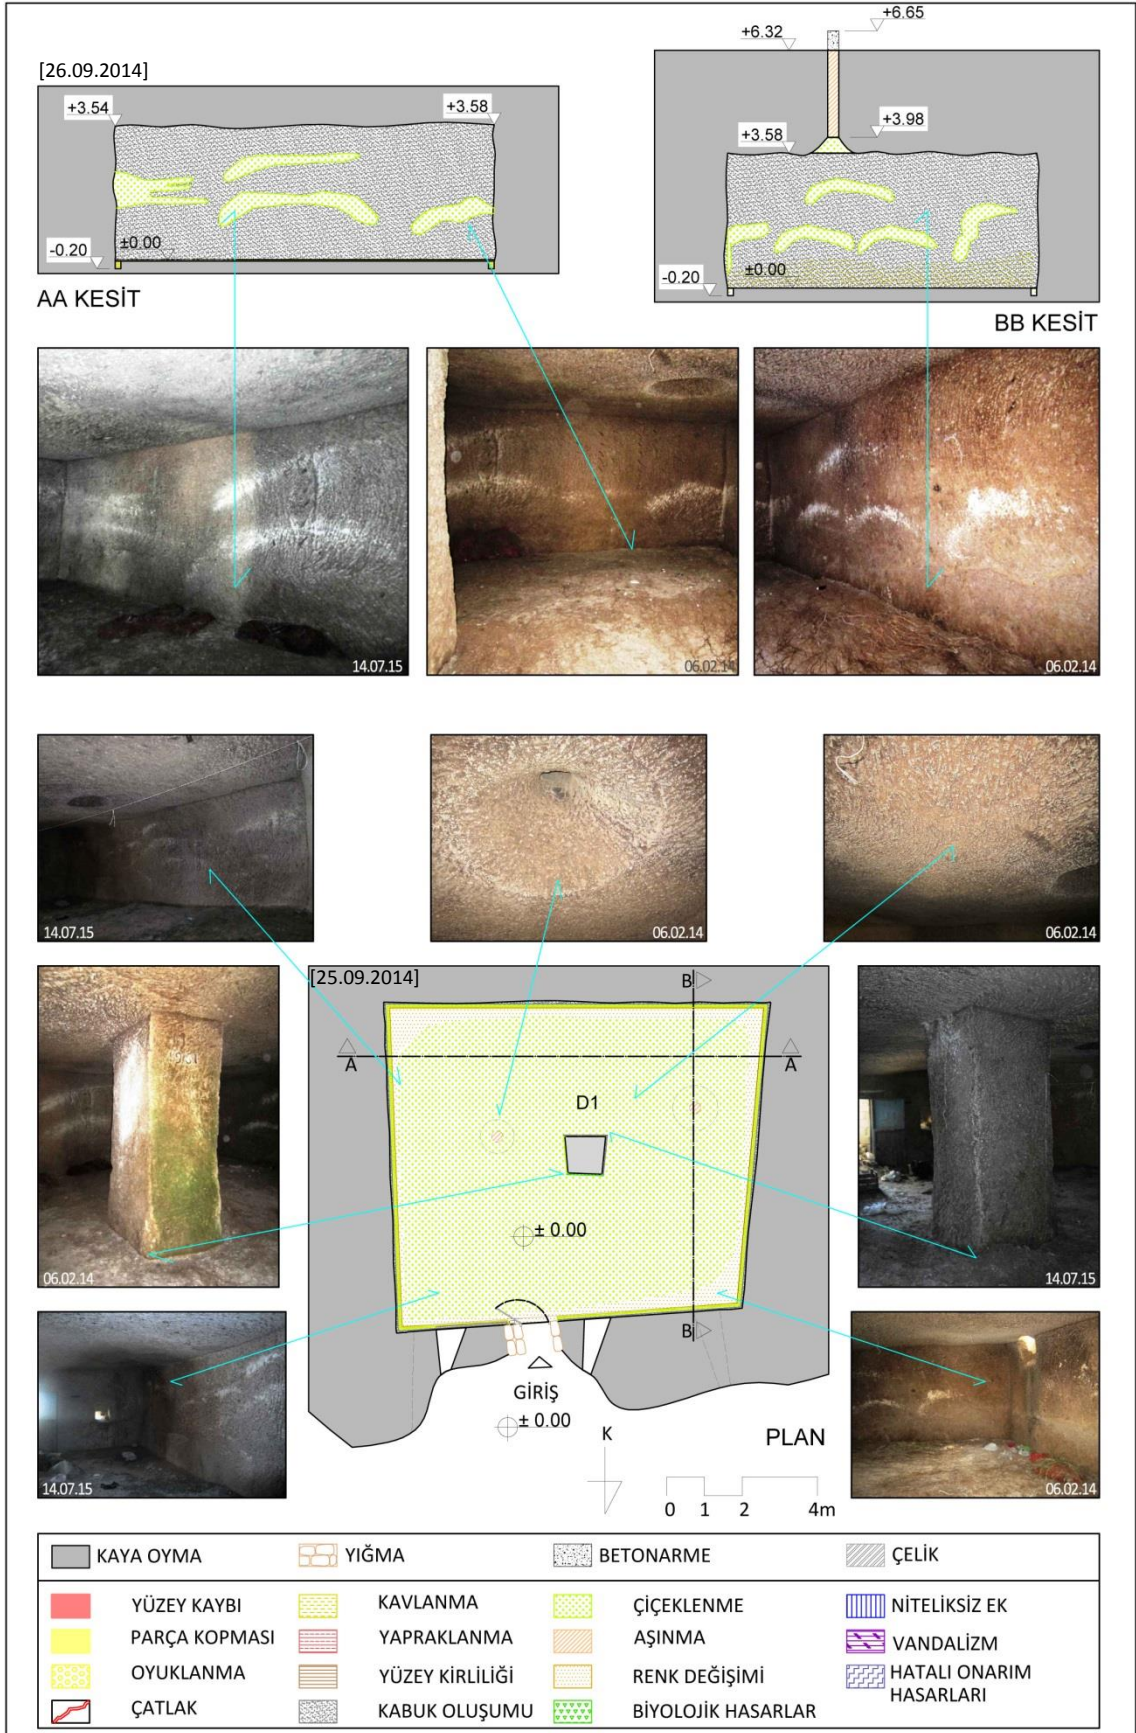 +6.65
+6.32
[26.09.2014]
+3.54
+3.58
+3.98
+3.58
-0.20
±0.00
-0.20
±0.00
AA KESİT
BB KESİT
14.07.15
06.02.14
06.02.14
14.07.15
06.02.14
06.02.14
[25.09.2014]
B
A
A
D1
± 0.00
06.02.14
14.07.15
B
GİRİŞ
± 0.00
K
PLAN
14.07.15
06.02.14
0 1 2 4m
KAYA OYMA YIĞMA BETONARME ÇELİK
YÜZEY KAYBI KAVLANMA ÇİÇEKLENME NİTELİKSİZ EK
PARÇA KOPMASI YAPRAKLANMA AŞINMA VANDALİZM
OYUKLANMA YÜZEY KİRLİLİĞİ RENK DEĞİŞİMİ HATALI ONARIM
HASARLARI
ÇATLAK KABUK OLUŞUMU BİYOLOJİK HASARLAR